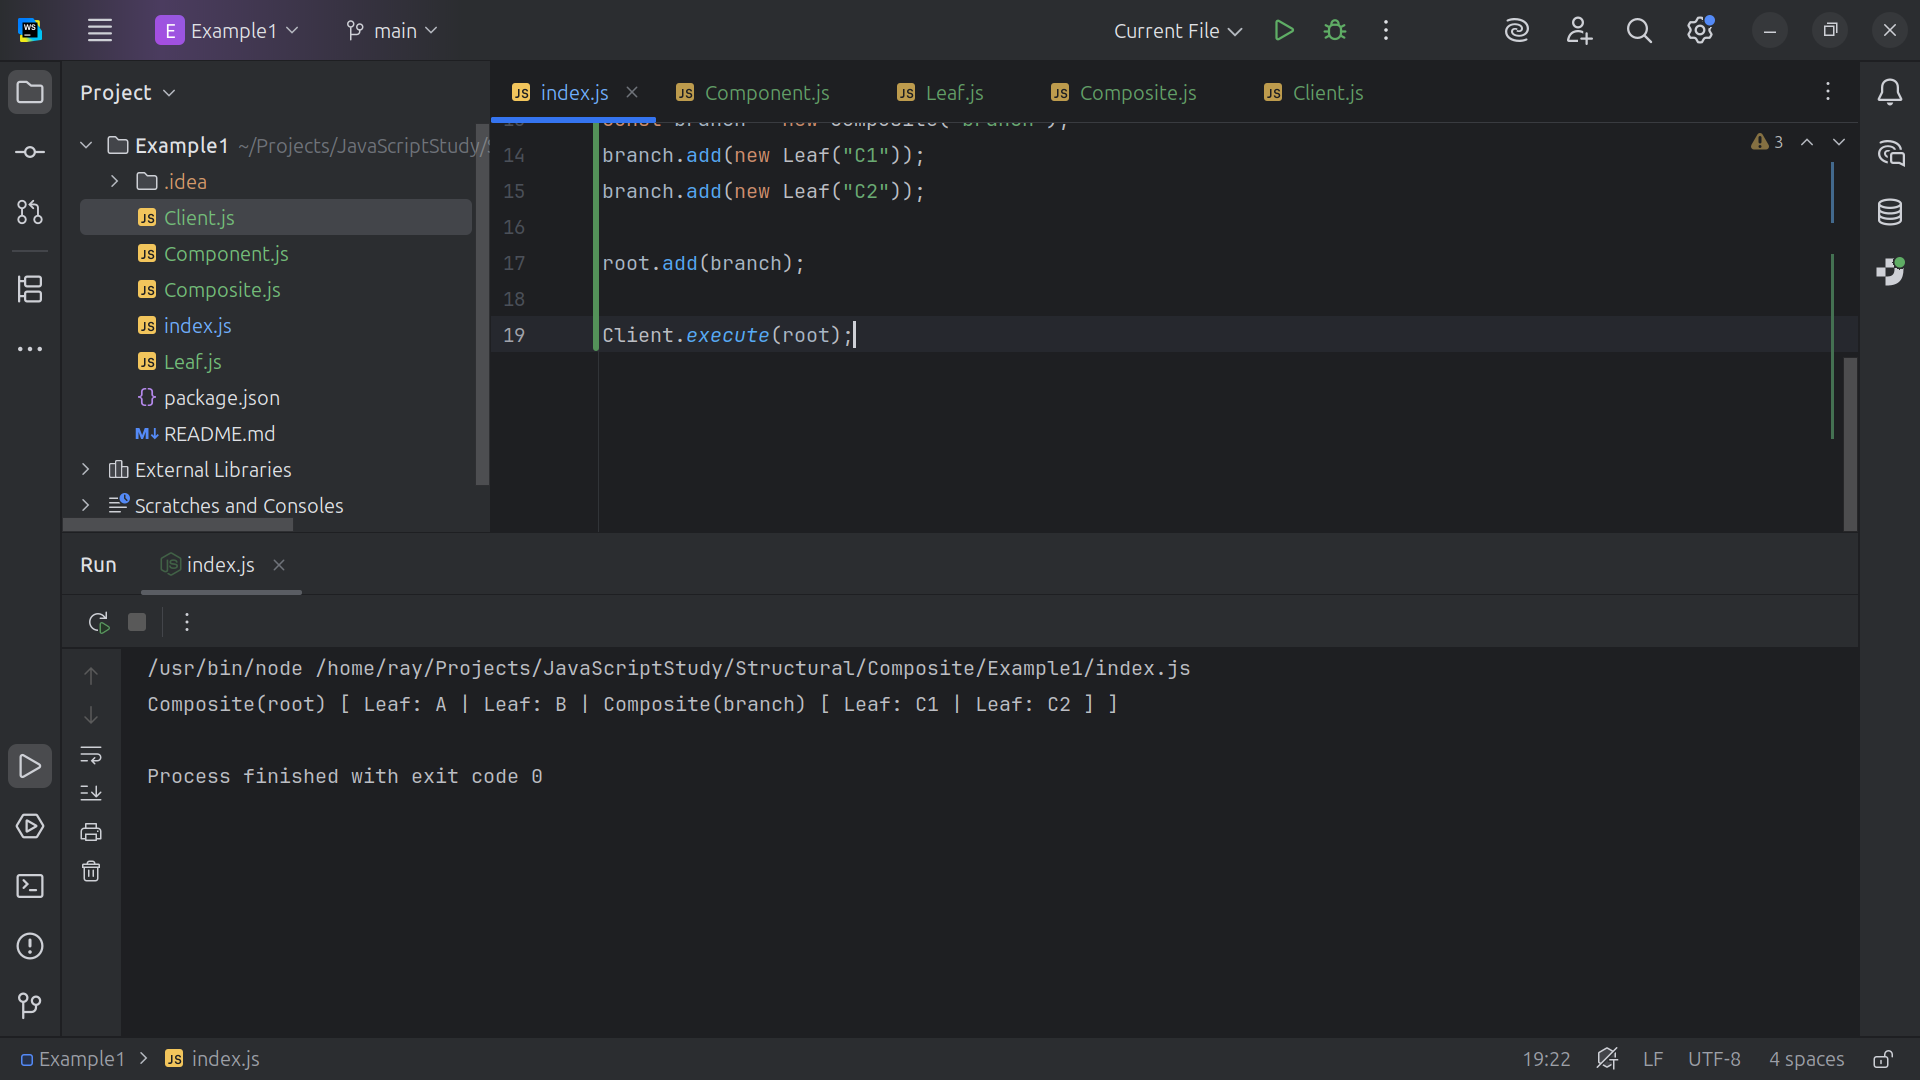 E Example1 main Current File
Project
index.js Component.js Leaf.js Composite.js Client.js
Example1 ~/Projects/JavaScriptStudy/
.idea
Client.js
Component.js
Composite.js
index.js
Leaf.js
package.json
README.md
External Libraries
Scratches and Consoles
const branch = new Composite("branch");
14 branch.add(new Leaf("C1"));
15 branch.add(new Leaf("C2"));
16
17 root.add(branch);
18
19 Client.execute(root);
3
Run index.js
/usr/bin/node /home/ray/Projects/JavaScriptStudy/Structural/Composite/Example1/index.js
Composite(root) [ Leaf: A | Leaf: B | Composite(branch) [ Leaf: C1 | Leaf: C2 ] ]
Process finished with exit code 0
Example1 index.js 19:22 LF UTF-8 4 spaces